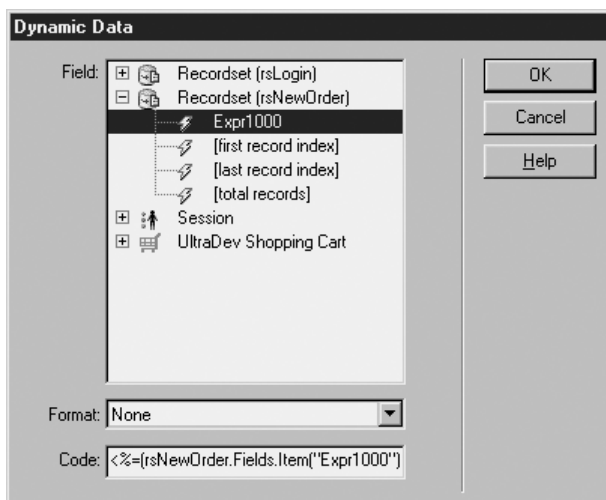 Dynamic Data
Field:
Recordset (rsLogin)
Recordset (rsNewOrder)
Expr1000
[first record index]
[last record index]
[total records]
Session
UltraDev Shopping Cart
OK
Cancel
Help
Format: None
Code: <%=(rsNewOrder.Fields.Item("Expr1000")